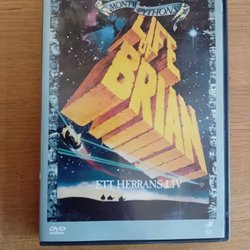 MONTY PYTHON'S
LIFE
OF
BRIAN
ETT HERRANS LIV
DVD